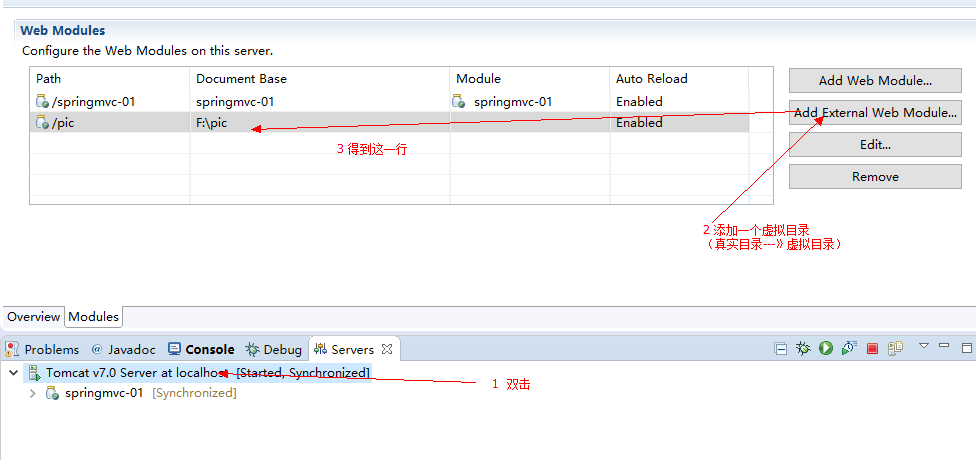 Web Modules
Configure the Web Modules on this server.
Path Document Base Module Auto Reload
/springmvc-01 springmvc-01 springmvc-01 Enabled
/pic F:\pic Enabled
Add Web Module...
Add External Web Module...
Edit...
Remove
3 得到这一行
2 添加一个虚拟目录
（真实目录---》虚拟目录）
Overview Modules
Problems @ Javadoc Console Debug Servers
Tomcat v7.0 Server at localhost [Started, Synchronized]
springmvc-01 [Synchronized]
1 双击